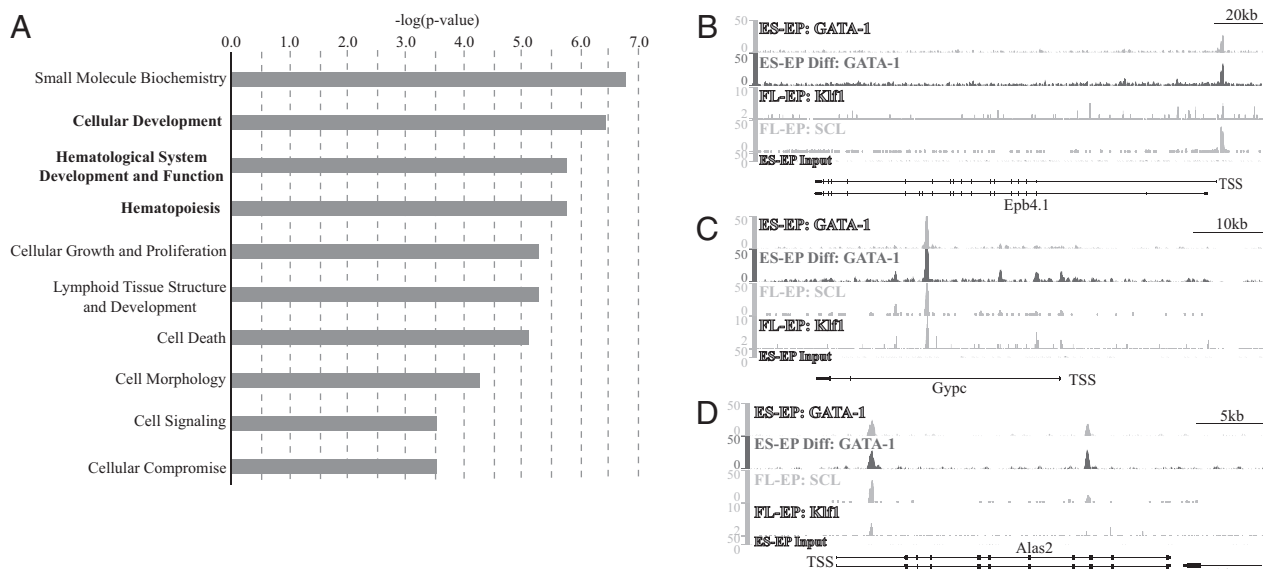 A
-log(p-value)
0.0 1.0 2.0 3.0 4.0 5.0 6.0 7.0
Small Molecule Biochemistry
Cellular Development
Hematological System
Development and Function
Hematopoiesis
Cellular Growth and Proliferation
Lymphoid Tissue Structure
and Development
Cell Death
Cell Morphology
Cell Signaling
Cellular Compromise
B
20kb
50
ES-EP: GATA-1
0
50
ES-EP Diff: GATA-1
0
10
FL-EP: Klf1
2
50
FL-EP: SCL
0
50
ES-EP Input
0
TSS
Epb4.1
C
10kb
50
ES-EP: GATA-1
0
50
ES-EP Diff: GATA-1
0
50
FL-EP: SCL
0
10
FL-EP: Klf1
2
50
ES-EP Input
0
Gypc
TSS
D
5kb
50
ES-EP: GATA-1
0
50
ES-EP Diff: GATA-1
0
50
FL-EP: SCL
0
10
FL-EP: Klf1
2
50
ES-EP Input
0
Alas2
TSS